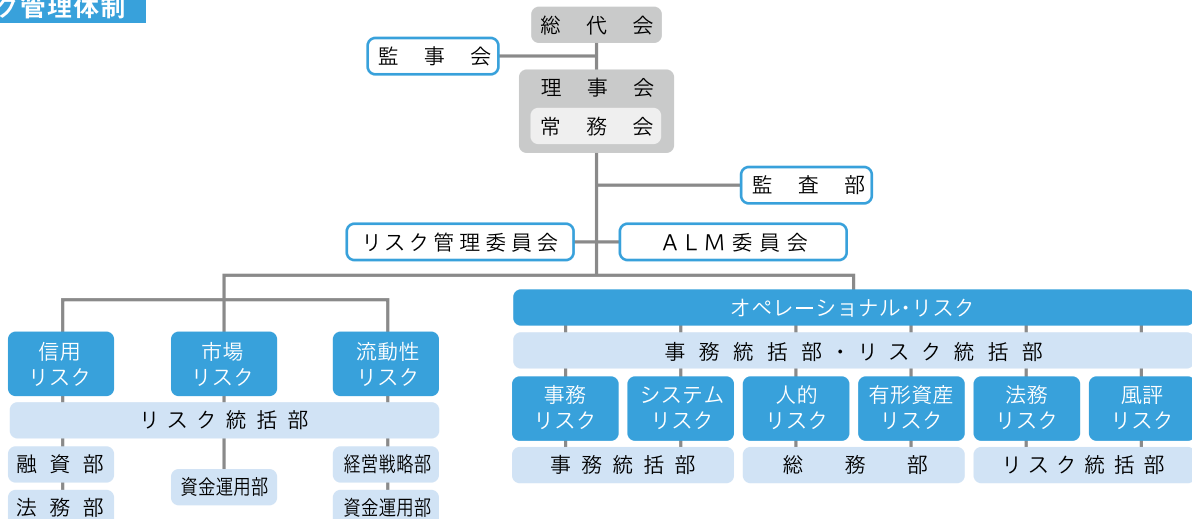 ク管理体制
総代会
監事会
理事会
常務会
監査部
リスク管理委員会
ALM委員会
オペレーショナル・リスク
事務統括部・リスク統括部
信用
リスク
市場
リスク
流動性
リスク
事務
リスク
システム
リスク
人的
リスク
有形資産
リスク
法務
リスク
風評
リスク
リスク統括部
融資部
経営戦略部
事務統括部
総務部
リスク統括部
資金運用部
法務部
資金運用部